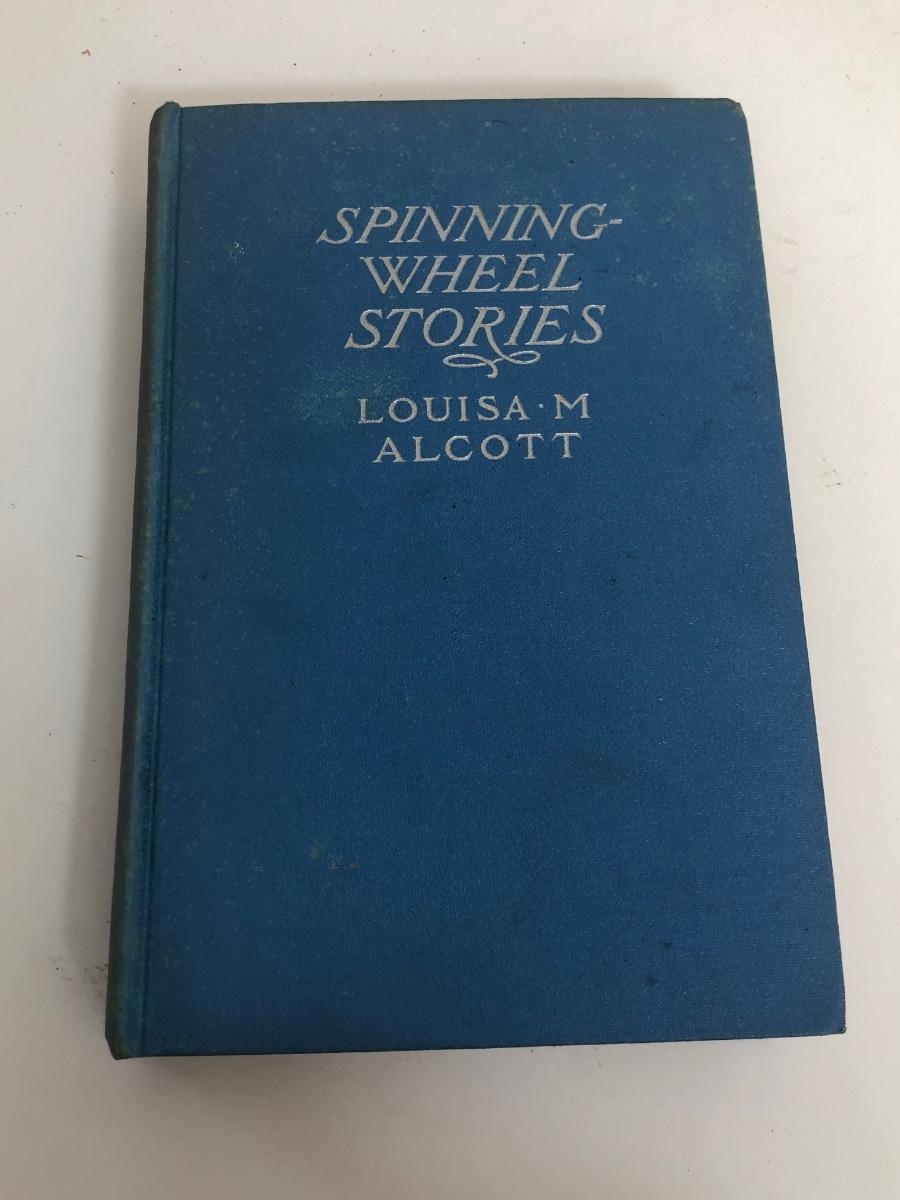 SPINNING-
WHEEL
STORIES
LOUISA · M
ALCOTT